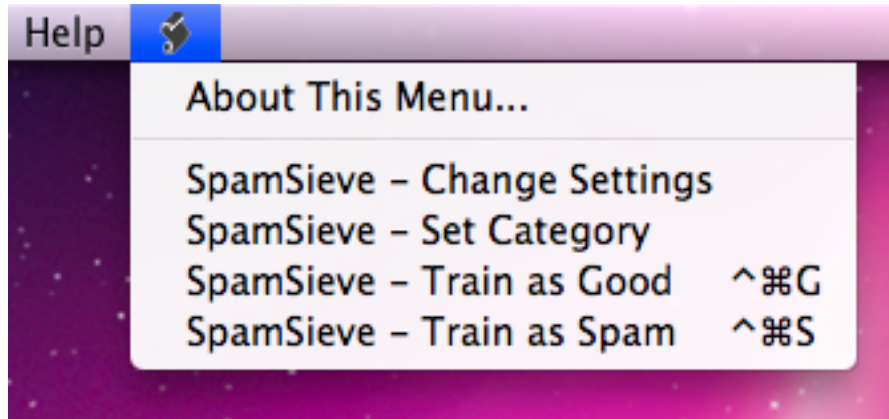 Help
About This Menu...
SpamSieve – Change Settings
SpamSieve – Set Category
SpamSieve – Train as Good ^⌘G
SpamSieve – Train as Spam ^⌘S